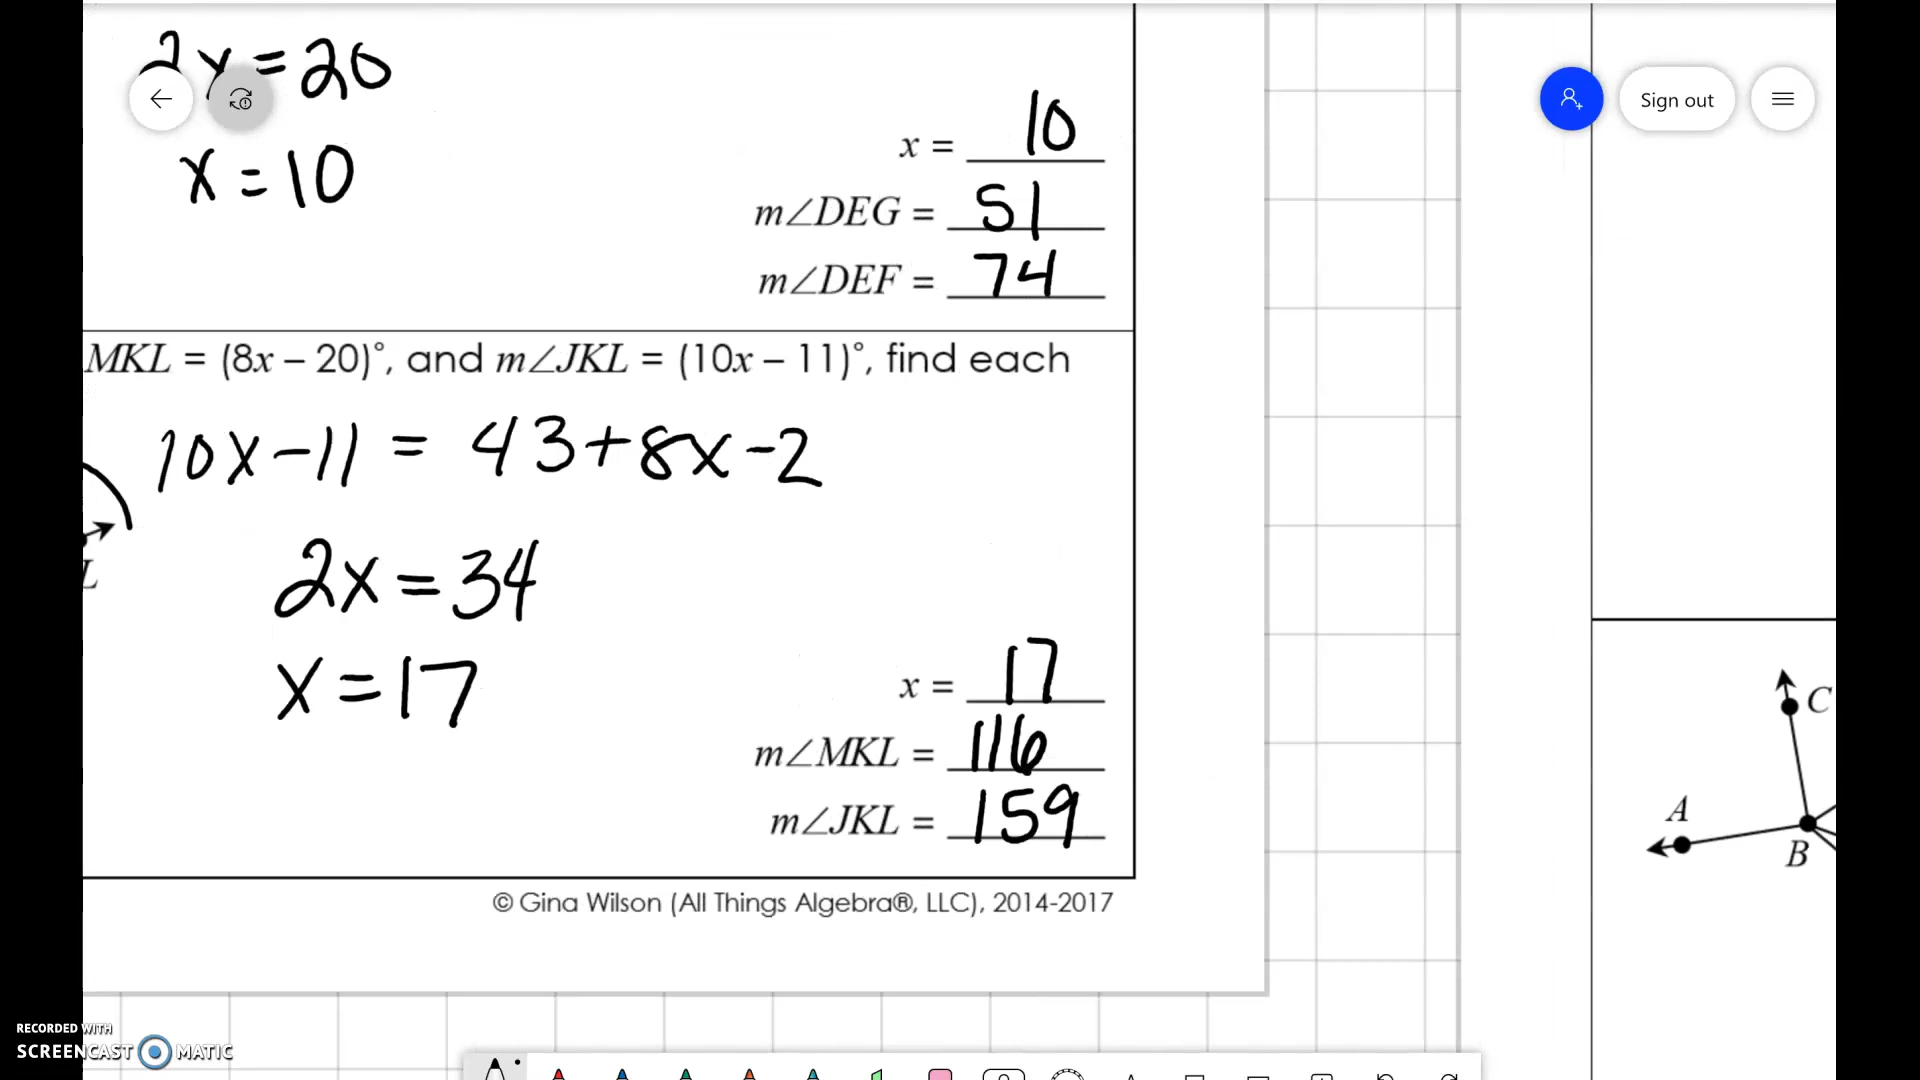 2x = 20
x = 10
Sign out
x = 10
m∠DEG = 51
m∠DEF = 74
MKL = (8x – 20)°, and m∠JKL = (10x – 11)°, find each
10x - 11 = 43 + 8x - 2
L
2x = 34
x = 17
x = 17
m∠MKL = 116
m∠JKL = 159
© Gina Wilson (All Things Algebra®, LLC), 2014-2017
C
A
B
RECORDED WITH
SCREENCAST MATIC